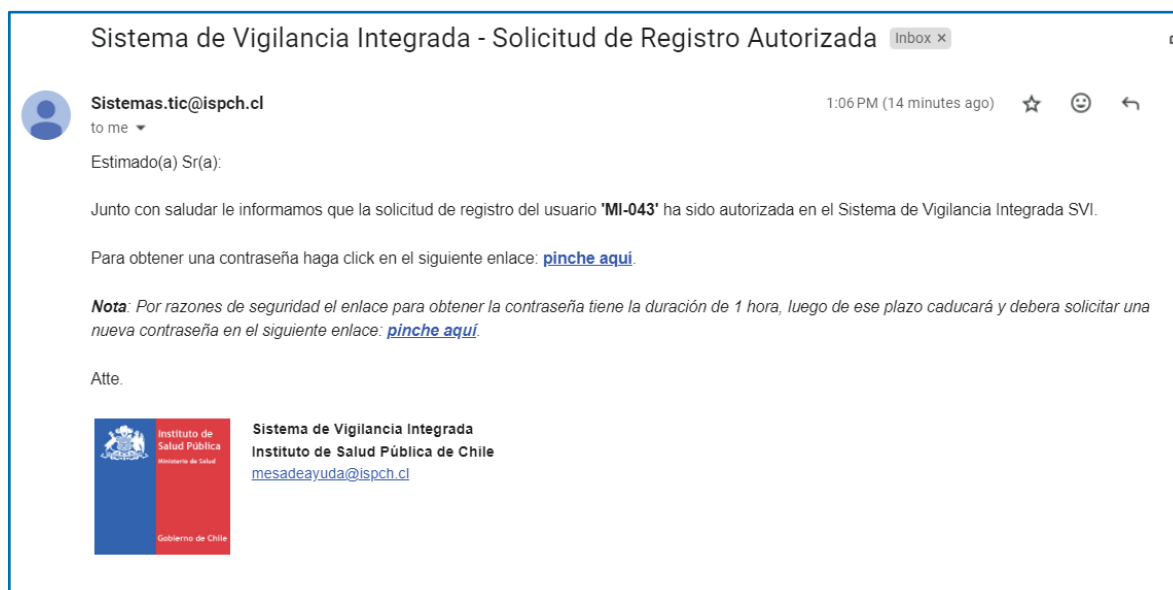 Sistema de Vigilancia Integrada - Solicitud de Registro Autorizada Inbox ×
Sistemas.tic@ispch.cl 1:06 PM (14 minutes ago)
to me
Estimado(a) Sr(a):
Junto con saludar le informamos que la solicitud de registro del usuario 'MI-043' ha sido autorizada en el Sistema de Vigilancia Integrada SVI.
Para obtener una contraseña haga click en el siguiente enlace: pinche aquí.
Nota: Por razones de seguridad el enlace para obtener la contraseña tiene la duración de 1 hora, luego de ese plazo caducará y debera solicitar una
nueva contraseña en el siguiente enlace: pinche aquí.
Atte.
Instituto de
Salud Pública
Ministerio de Salud
Gobierno de Chile
Sistema de Vigilancia Integrada
Instituto de Salud Pública de Chile
mesadeayuda@ispch.cl